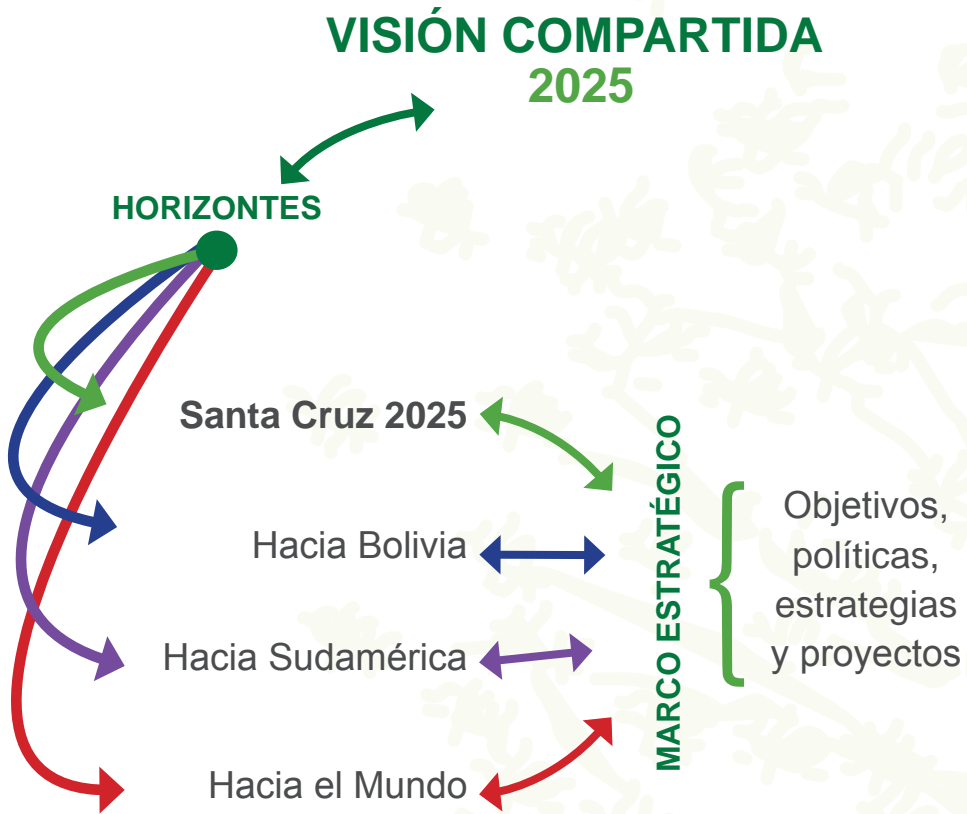 VISIÓN COMPARTIDA
2025
HORIZONTES
Santa Cruz 2025
Hacia Bolivia
Hacia Sudamérica
Hacia el Mundo
MARCO ESTRATÉGICO
Objetivos,
políticas,
estrategias
y proyectos